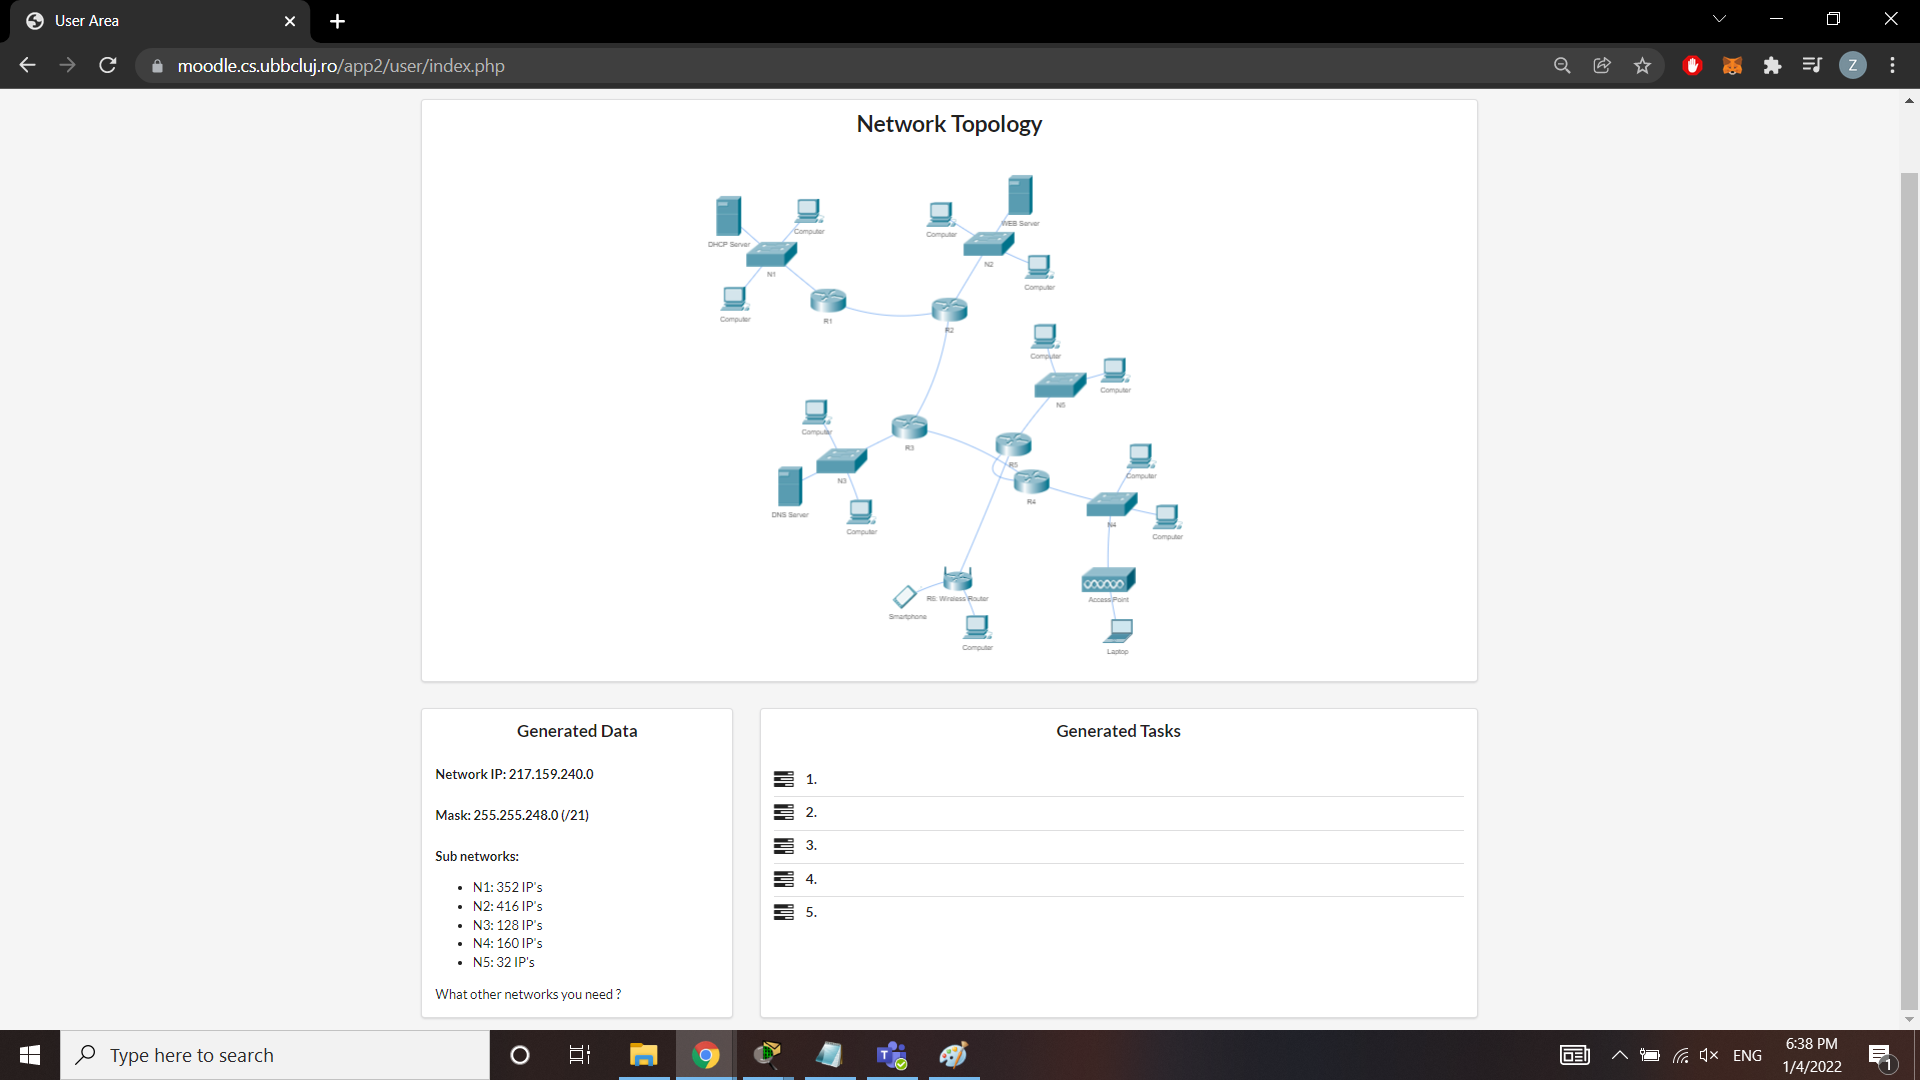 User Area
moodle.cs.ubbcluj.ro/app2/user/index.php
Z
Network Topology
WEB Server
Computer
Computer
Computer
DHCP Server
N1
N2
Computer
Computer
R1
R2
Computer
Computer
N5
Computer
R3
R5
Computer
N3
R4
DNS Server
N4
Computer
Computer
R6: Wireless Router
Access Point
Smartphone
Computer
Laptop
Generated Data
Network IP: 217.159.240.0
Mask: 255.255.248.0 (/21)
Sub networks:
• N1: 352 IP's
• N2: 416 IP's
• N3: 128 IP's
• N4: 160 IP's
• N5: 32 IP's
What other networks you need ?
Generated Tasks
1.
2.
3.
4.
5.
Type here to search
ENG
6:38 PM
1/4/2022
1